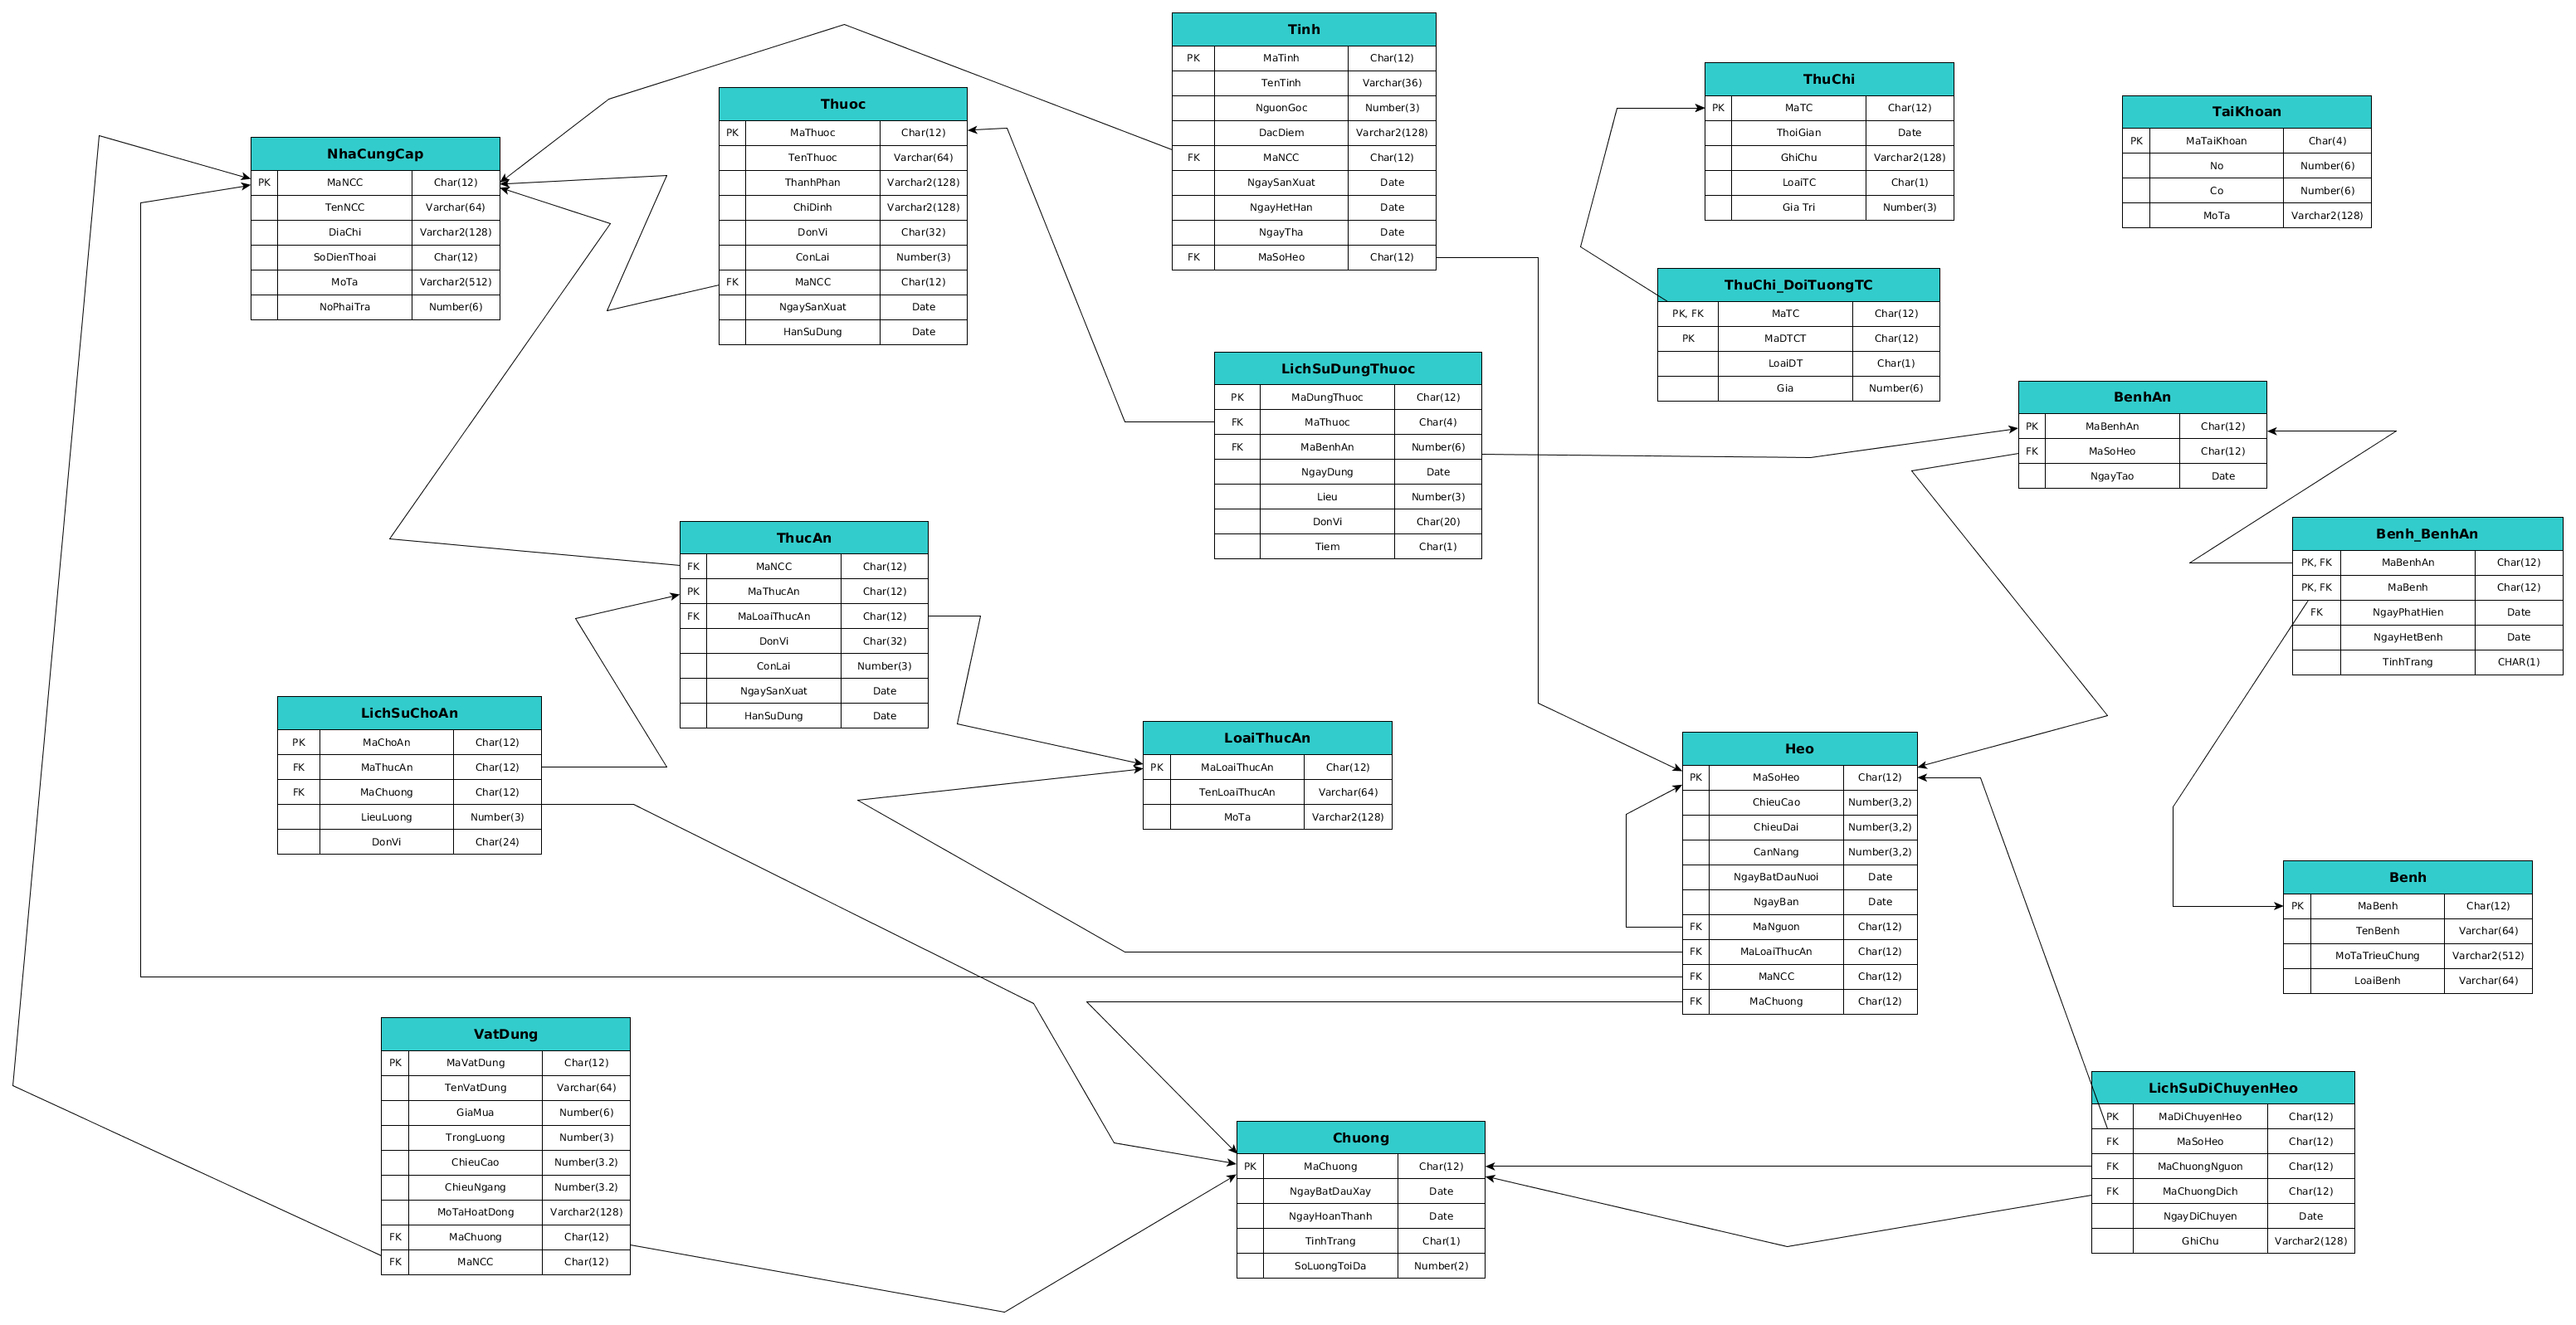 Tinh
PK MaTinh Char(12)
TenTinh Varchar(36)
NguonGoc Number(3)
DacDiem Varchar2(128)
FK MaNCC Char(12)
NgaySanXuat Date
NgayHetHan Date
NgayTha Date
FK MaSoHeo Char(12)
ThuChi
PK MaTC Char(12)
ThoiGian Date
GhiChu Varchar2(128)
LoaiTC Char(1)
Gia Tri Number(3)
TaiKhoan
PK MaTaiKhoan Char(4)
No Number(6)
Co Number(6)
MoTa Varchar2(128)
Thuoc
PK MaThuoc Char(12)
TenThuoc Varchar(64)
ThanhPhan Varchar2(128)
ChiDinh Varchar2(128)
DonVi Char(32)
ConLai Number(3)
FK MaNCC Char(12)
NgaySanXuat Date
HanSuDung Date
NhaCungCap
PK MaNCC Char(12)
TenNCC Varchar(64)
DiaChi Varchar2(128)
SoDienThoai Char(12)
MoTa Varchar2(512)
NoPhaiTra Number(6)
ThuChi_DoiTuongTC
PK, FK MaTC Char(12)
PK MaDTCT Char(12)
LoaiDT Char(1)
Gia Number(6)
LichSuDungThuoc
PK MaDungThuoc Char(12)
FK MaThuoc Char(4)
FK MaBenhAn Number(6)
NgayDung Date
Lieu Number(3)
DonVi Char(20)
Tiem Char(1)
BenhAn
PK MaBenhAn Char(12)
FK MaSoHeo Char(12)
NgayTao Date
Benh_BenhAn
PK, FK MaBenhAn Char(12)
PK, FK MaBenh Char(12)
FK NgayPhatHien Date
NgayHetBenh Date
TinhTrang CHAR(1)
ThucAn
FK MaNCC Char(12)
PK MaThucAn Char(12)
FK MaLoaiThucAn Char(12)
DonVi Char(32)
ConLai Number(3)
NgaySanXuat Date
HanSuDung Date
LichSuChoAn
PK MaChoAn Char(12)
FK MaThucAn Char(12)
FK MaChuong Char(12)
LieuLuong Number(3)
DonVi Char(24)
LoaiThucAn
PK MaLoaiThucAn Char(12)
TenLoaiThucAn Varchar(64)
MoTa Varchar2(128)
Heo
PK MaSoHeo Char(12)
ChieuCao Number(3,2)
ChieuDai Number(3,2)
CanNang Number(3,2)
NgayBatDauNuoi Date
NgayBan Date
FK MaNguon Char(12)
FK MaLoaiThucAn Char(12)
FK MaNCC Char(12)
FK MaChuong Char(12)
Benh
PK MaBenh Char(12)
TenBenh Varchar(64)
MoTaTrieuChung Varchar2(512)
LoaiBenh Varchar(64)
VatDung
PK MaVatDung Char(12)
TenVatDung Varchar(64)
GiaMua Number(6)
TrongLuong Number(3)
ChieuCao Number(3.2)
ChieuNgang Number(3.2)
MoTaHoatDong Varchar2(128)
FK MaChuong Char(12)
FK MaNCC Char(12)
Chuong
PK MaChuong Char(12)
NgayBatDauXay Date
NgayHoanThanh Date
TinhTrang Char(1)
SoLuongToiDa Number(2)
LichSuDiChuyenHeo
PK MaDiChuyenHeo Char(12)
FK MaSoHeo Char(12)
FK MaChuongNguon Char(12)
FK MaChuongDich Char(12)
NgayDiChuyen Date
GhiChu Varchar2(128)